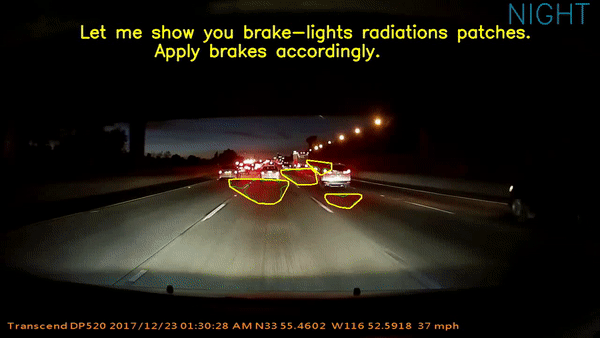 NIGHT
Let me show you brake-lights radiations patches.
Apply brakes accordingly.
Transcend DP520 2017/12/23 01:30:28 AM N33 55.4602 W116 52.5918 37 mph